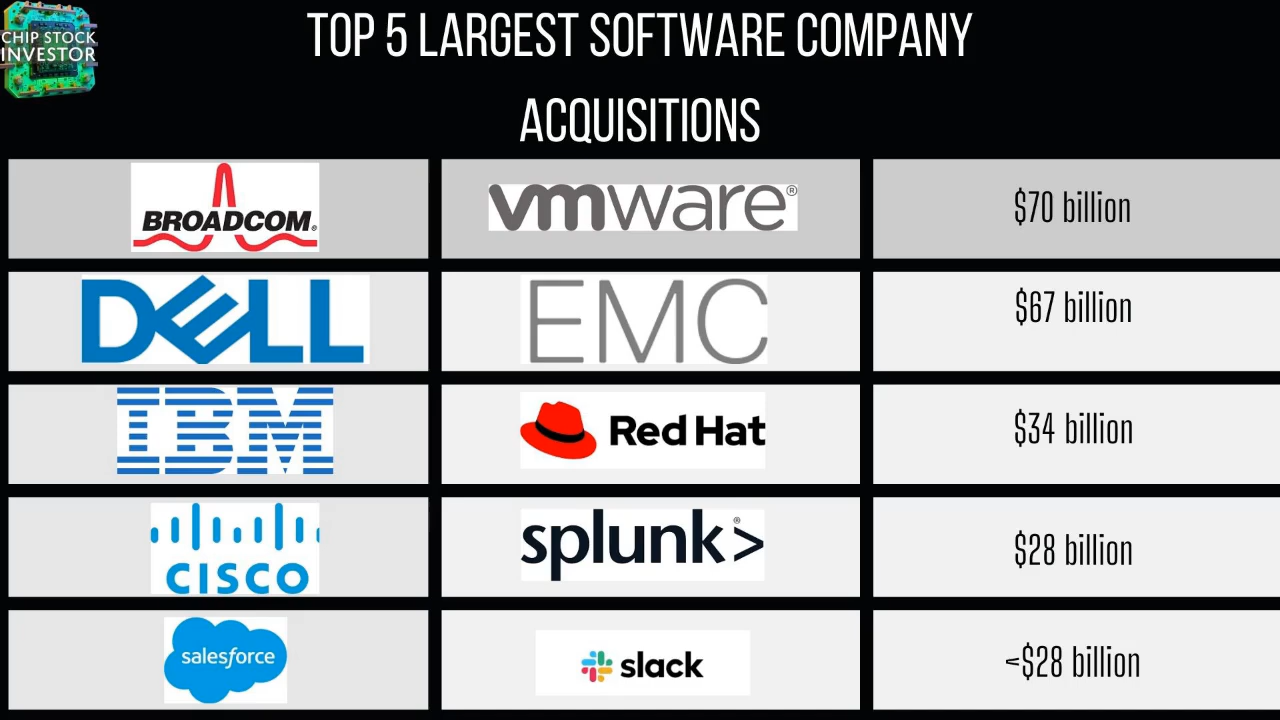 CHIP STOCK
INVESTOR
TOP 5 LARGEST SOFTWARE COMPANY
ACQUISITIONS
BROADCOM® vmware® $70 billion
DELL EMC $67 billion
IBM Red Hat $34 billion
CISCO splunk>® $28 billion
salesforce slack <$28 billion